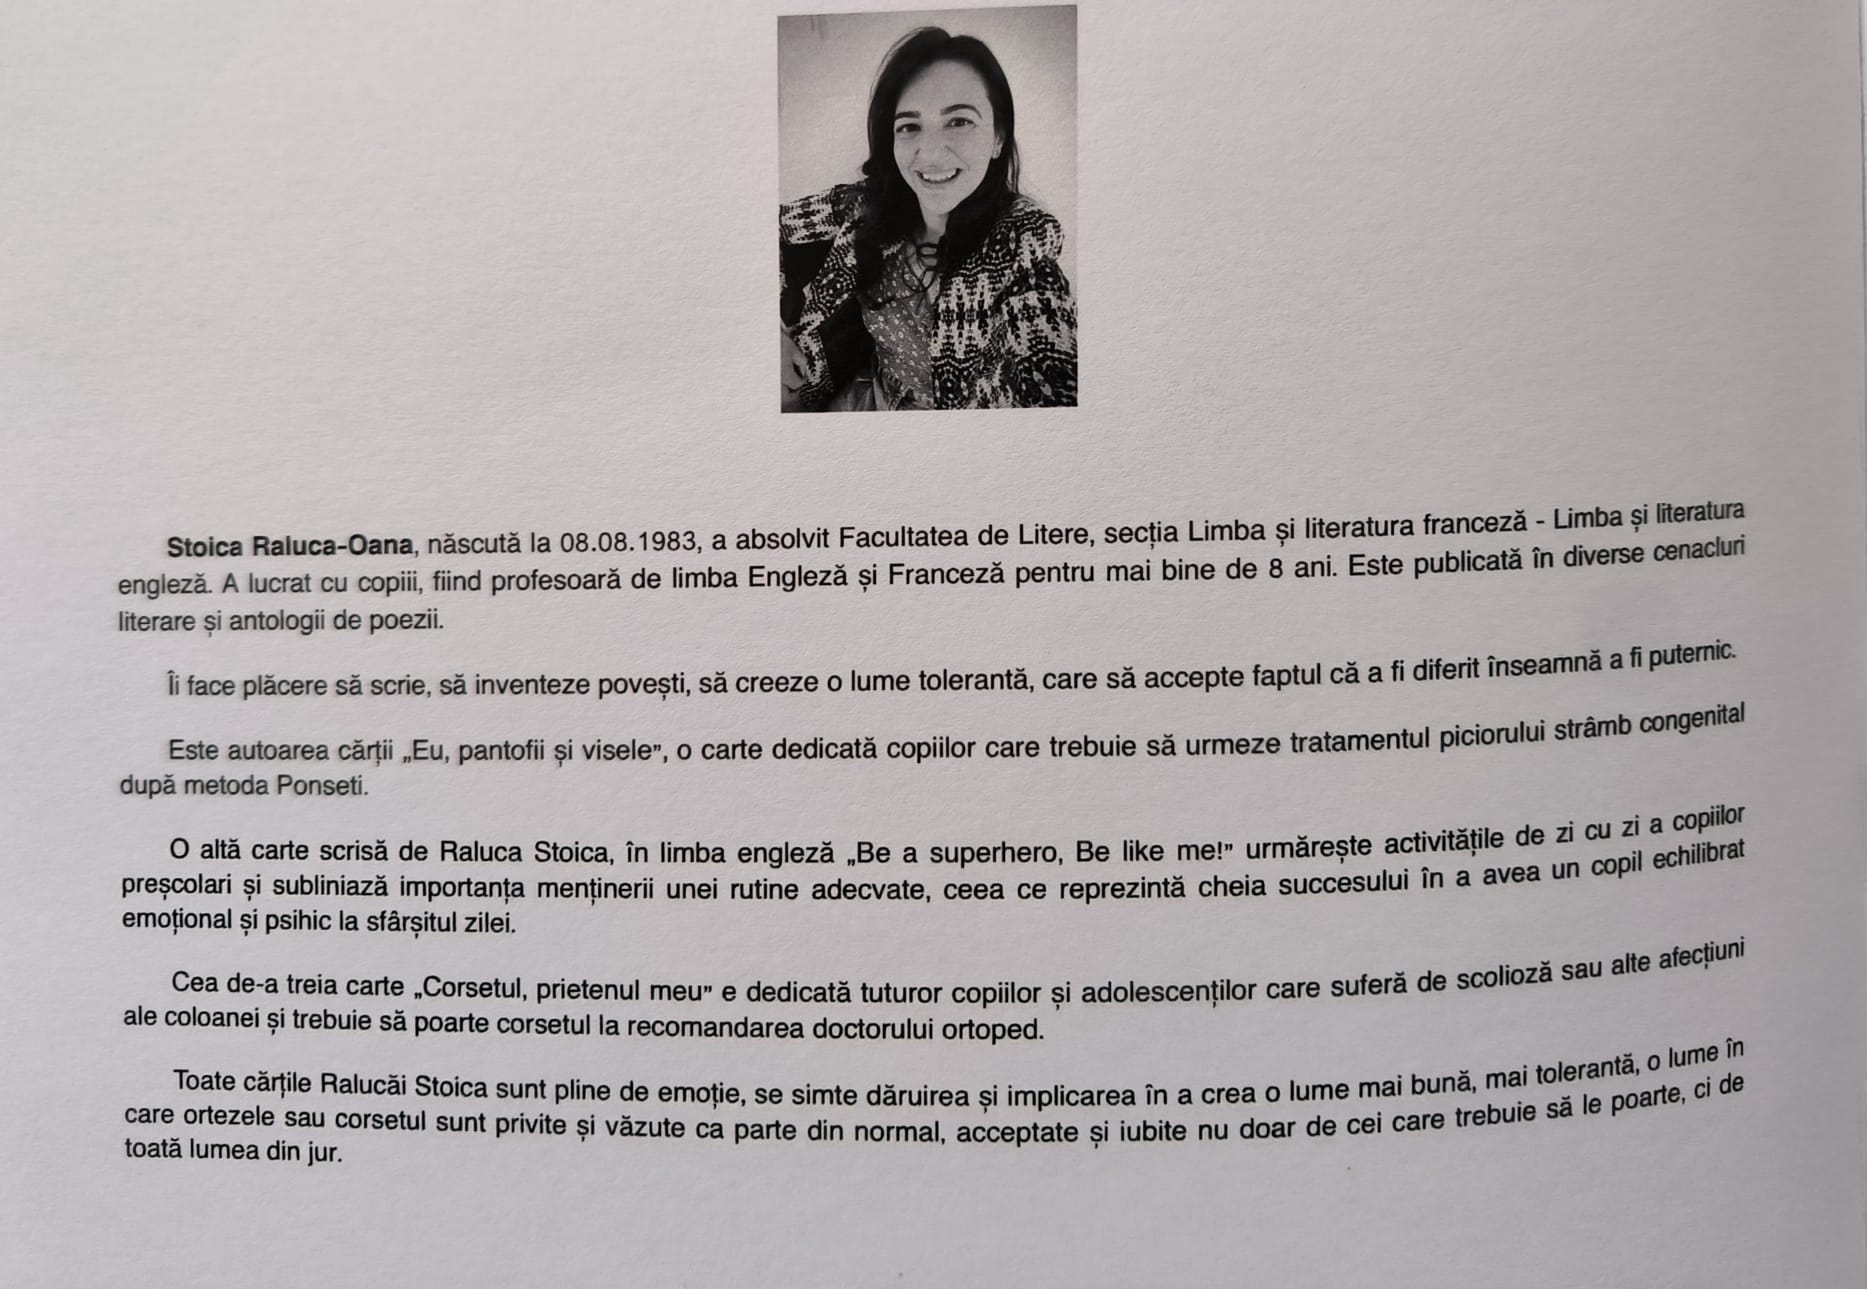 Stoica Raluca-Oana, născută la 08.08.1983, a absolvit Facultatea de Litere, secția Limba și literatura franceză - Limba și literatura
engleză. A lucrat cu copiii, fiind profesoară de limba Engleză și Franceză pentru mai bine de 8 ani. Este publicată în diverse cenacluri
literare și antologii de poezii.
Îi face plăcere să scrie, să inventeze povești, să creeze o lume tolerantă, care să accepte faptul că a fi diferit înseamnă a fi puternic.
Este autoarea cărții „Eu, pantofii și visele”, o carte dedicată copiilor care trebuie să urmeze tratamentul piciorului strâmb congenital
după metoda Ponseti.
O altă carte scrisă de Raluca Stoica, în limba engleză „Be a superhero, Be like me!” urmărește activitățile de zi cu zi a copiilor
preșcolari și subliniază importanța menținerii unei rutine adecvate, ceea ce reprezintă cheia succesului în a avea un copil echilibrat
emoțional și psihic la sfârșitul zilei.
Cea de-a treia carte „Corsetul, prietenul meu” e dedicată tuturor copiilor și adolescenților care suferă de scolioză sau alte afecțiuni
ale coloanei și trebuie să poarte corsetul la recomandarea doctorului ortoped.
Toate cărțile Ralucăi Stoica sunt pline de emoție, se simte dăruirea și implicarea în a crea o lume mai bună, mai tolerantă, o lume în
care ortezele sau corsetul sunt privite și văzute ca parte din normal, acceptate și iubite nu doar de cei care trebuie să le poarte, ci de
toată lumea din jur.